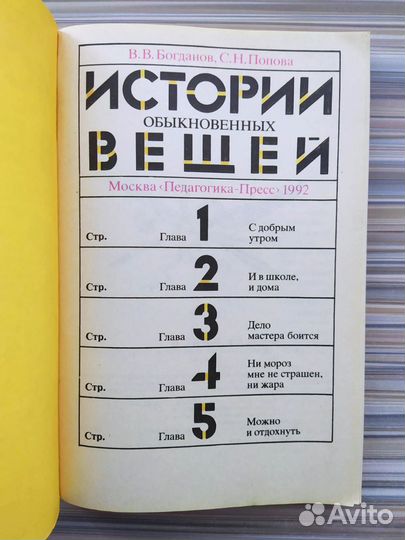 В. В. Богданов, С. Н. Попова
ИСТОРИИ
ОБЫКНОВЕННЫХ
ВЕЩЕЙ
Москва ‹Педагогика-Пресс› 1992
Стр. Глава 1 С добрым
утром
Стр. Глава 2 И в школе,
и дома
Стр. Глава 3 Дело
мастера боится
Стр. Глава 4 Ни мороз
мне не страшен,
ни жара
Стр. Глава 5 Можно
и отдохнуть
Avito